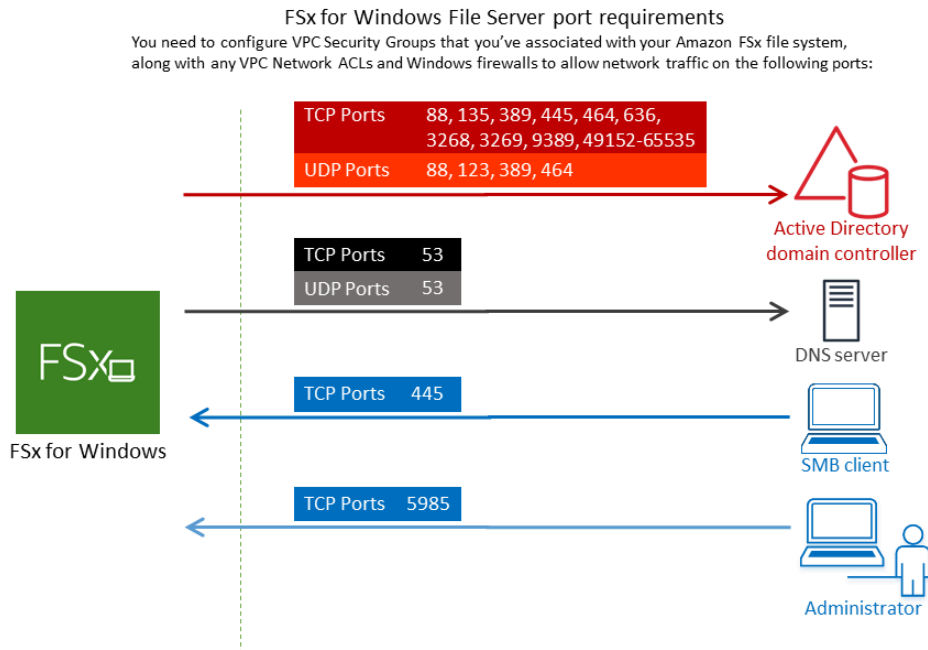 FSx for Windows File Server port requirements
You need to configure VPC Security Groups that you've associated with your Amazon FSx file system,
along with any VPC Network ACLs and Windows firewalls to allow network traffic on the following ports:
TCP Ports 88, 135, 389, 445, 464, 636,
3268, 3269, 9389, 49152-65535
UDP Ports 88, 123, 389, 464
Active Directory
domain controller
TCP Ports 53
UDP Ports 53
DNS server
FSx
FSx for Windows
TCP Ports 445
SMB client
TCP Ports 5985
Administrator